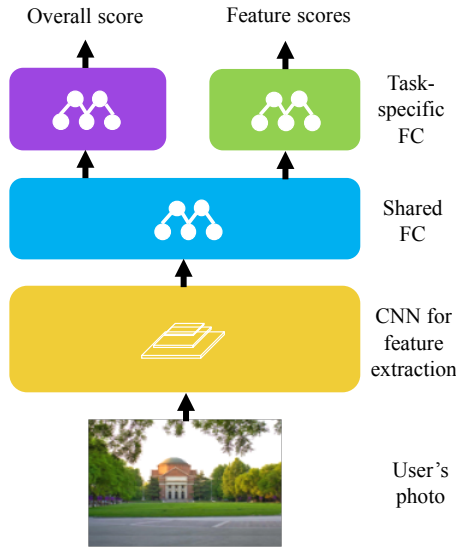 Overall score
Feature scores
Task-
specific
FC
Shared
FC
CNN for
feature
extraction
User's
photo